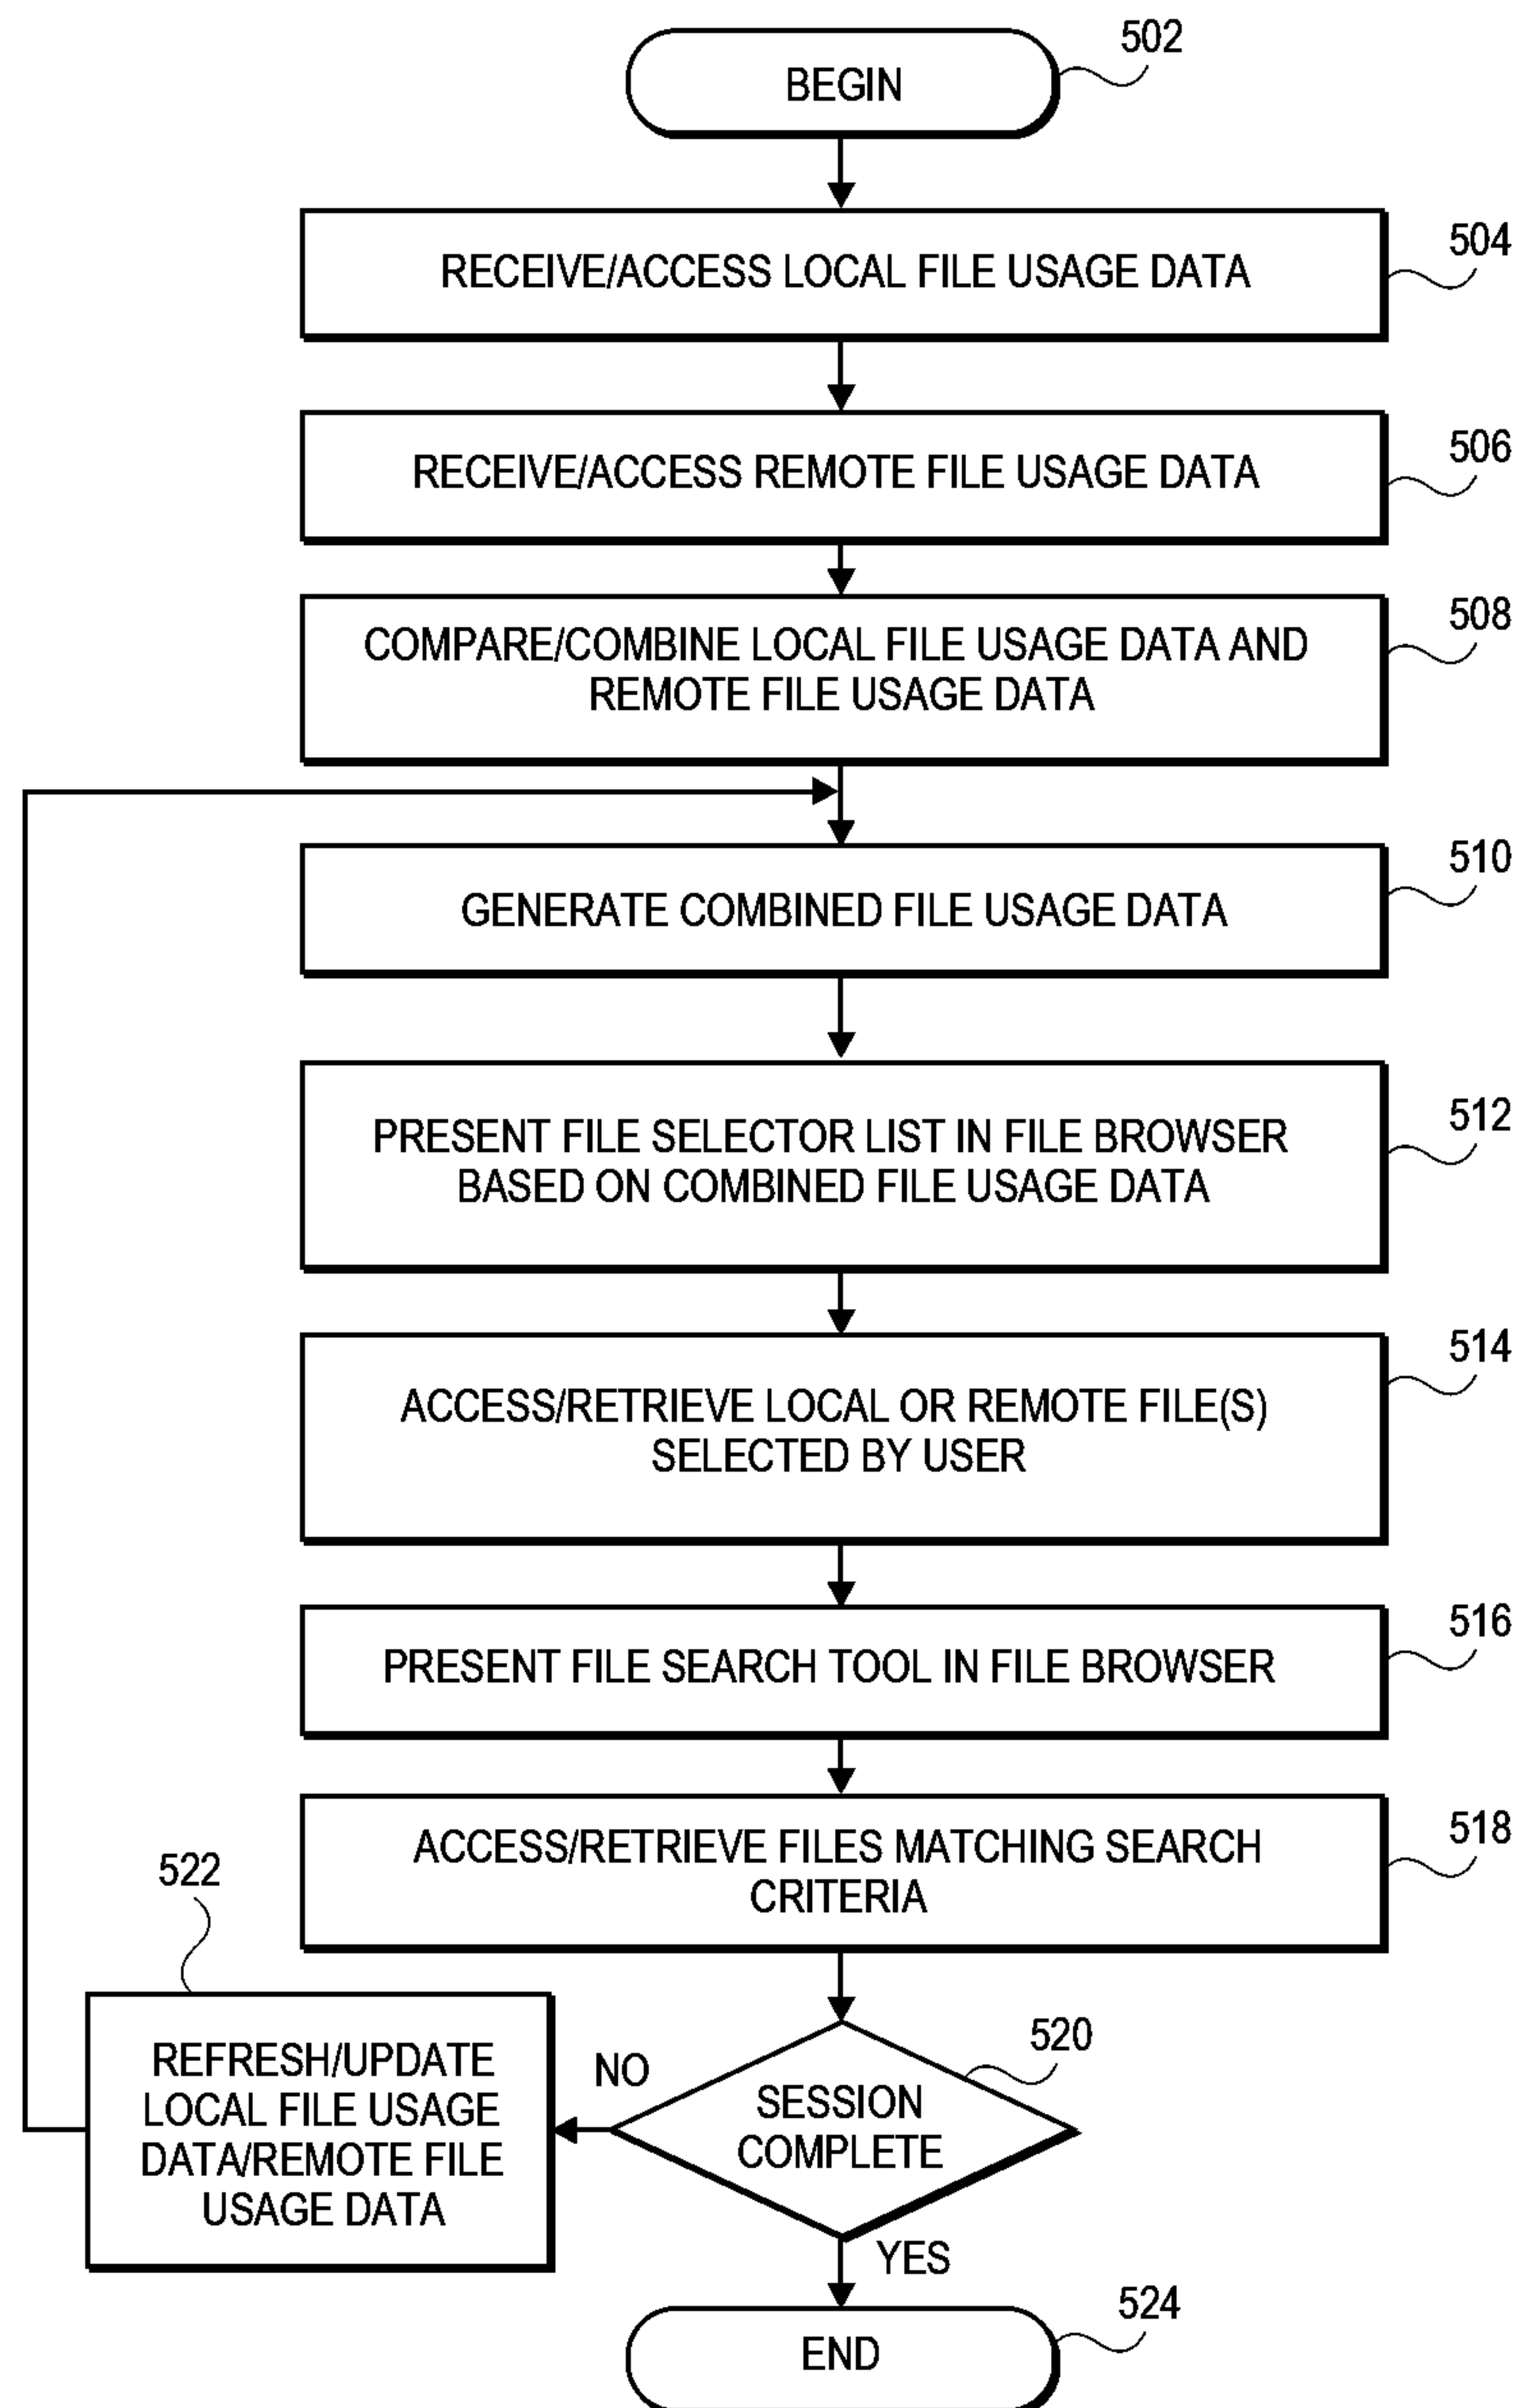 502
BEGIN
504
RECEIVE/ACCESS LOCAL FILE USAGE DATA
506
RECEIVE/ACCESS REMOTE FILE USAGE DATA
508
COMPARE/COMBINE LOCAL FILE USAGE DATA AND
REMOTE FILE USAGE DATA
510
GENERATE COMBINED FILE USAGE DATA
512
PRESENT FILE SELECTOR LIST IN FILE BROWSER
BASED ON COMBINED FILE USAGE DATA
514
ACCESS/RETRIEVE LOCAL OR REMOTE FILE(S)
SELECTED BY USER
516
PRESENT FILE SEARCH TOOL IN FILE BROWSER
518
ACCESS/RETRIEVE FILES MATCHING SEARCH
CRITERIA
520
SESSION
COMPLETE
NO
522
REFRESH/UPDATE
LOCAL FILE USAGE
DATA/REMOTE FILE
USAGE DATA
YES
524
END